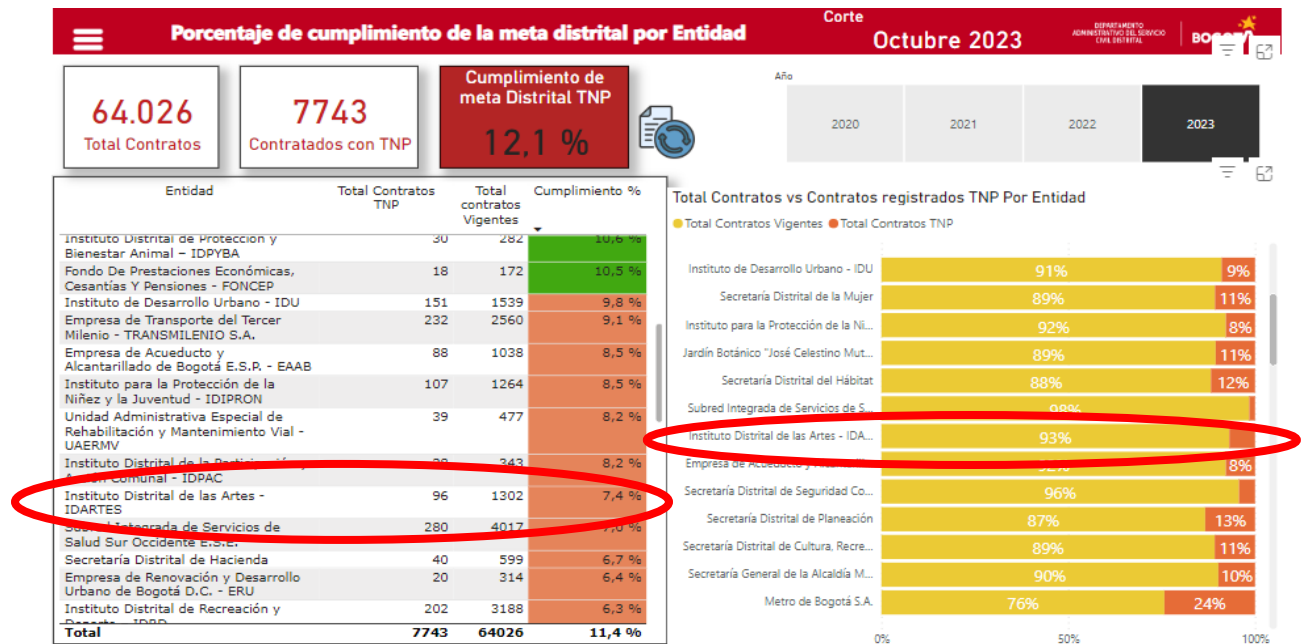 Porcentaje de cumplimiento de la meta distrital por Entidad
Corte
Octubre 2023
DEPARTAMENTO
ADMINISTRATIVO DEL SERVICIO
CIVIL DISTRITAL
64.026
Total Contratos
7743
Contratados con TNP
Cumplimiento de
meta Distrital TNP
12,1 %
Año
2020 2021 2022 2023
Entidad Total Contratos TNP Total contratos Vigentes Cumplimiento %
Instituto Distrital de Protección y
Bienestar Animal – IDPYBA 30 282 10,6 %
Fondo De Prestaciones Económicas,
Cesantías Y Pensiones - FONCEP 18 172 10,5 %
Instituto de Desarrollo Urbano - IDU 151 1539 9,8 %
Empresa de Transporte del Tercer
Milenio - TRANSMILENIO S.A. 232 2560 9,1 %
Empresa de Acueducto y
Alcantarillado de Bogotá E.S.P. - EAAB 88 1038 8,5 %
Instituto para la Protección de la
Niñez y la Juventud - IDIPRON 107 1264 8,5 %
Unidad Administrativa Especial de
Rehabilitación y Mantenimiento Vial -
UAERMV 39 477 8,2 %
Instituto Distrital de la Participación y
Comunal - IDPAC 343 8,2 %
Instituto Distrital de las Artes -
IDARTES 96 1302 7,4 %
Subred Integrada de Servicios de
Salud Sur Occidente E.S.E. 280 4017 7,0 %
Secretaría Distrital de Hacienda 40 599 6,7 %
Empresa de Renovación y Desarrollo
Urbano de Bogotá D.C. - ERU 20 314 6,4 %
Instituto Distrital de Recreación y 202 3188 6,3 %
Total 7743 64026 11,4 %
Total Contratos vs Contratos registrados TNP Por Entidad
Total Contratos Vigentes Total Contratos TNP
Instituto de Desarrollo Urbano - IDU 91% 9%
Secretaría Distrital de la Mujer 89% 11%
Instituto para la Protección de la Ni... 92% 8%
Jardín Botánico "José Celestino Mut... 89% 11%
Secretaría Distrital del Hábitat 88% 12%
Subred Integrada de Servicios de S... 98%
Instituto Distrital de las Artes - IDA... 93%
Empresa de Acueducto y 92% 8%
Secretaría Distrital de Seguridad Co... 96%
Secretaría Distrital de Planeación 87% 13%
Secretaría Distrital de Cultura, Recre... 89% 11%
Secretaría General de la Alcaldía M... 90% 10%
Metro de Bogotá S.A. 76% 24%
0% 50% 100%